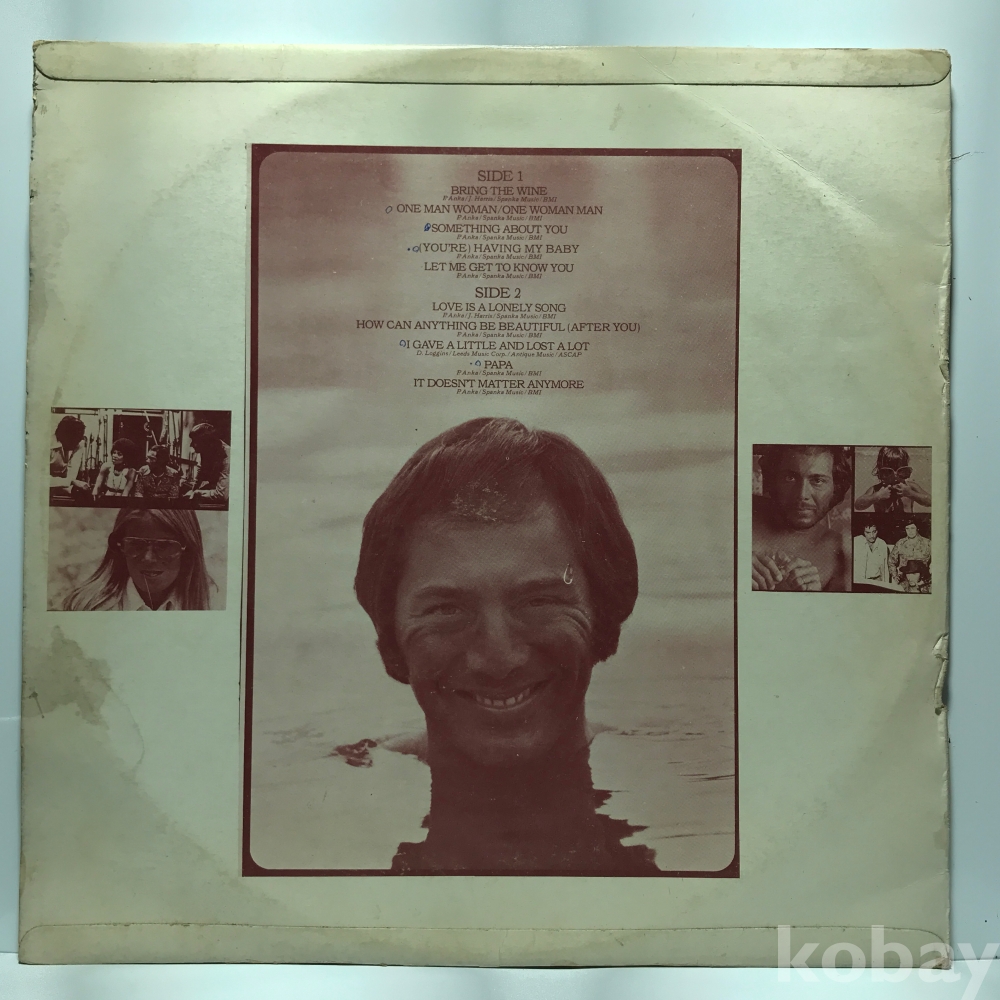 SIDE 1
BRING THE WINE
P. Anka/J. Harris/Spanka Music/BMI
ONE MAN WOMAN/ONE WOMAN MAN
P. Anka/Spanka Music/BMI
SOMETHING ABOUT YOU
P. Anka/Spanka Music/BMI
(YOU'RE) HAVING MY BABY
P. Anka/Spanka Music/BMI
LET ME GET TO KNOW YOU
P. Anka/Spanka Music/BMI
SIDE 2
LOVE IS A LONELY SONG
P. Anka/J. Harris/Spanka Music/BMI
HOW CAN ANYTHING BE BEAUTIFUL (AFTER YOU)
P. Anka/Spanka Music/BMI
I GAVE A LITTLE AND LOST A LOT
D. Loggins/Leeds Music Corp./Antique Music/ASCAP
PAPA
P. Anka/Spanka Music/BMI
IT DOESN'T MATTER ANYMORE
P. Anka/Spanka Music/BMI
kobay